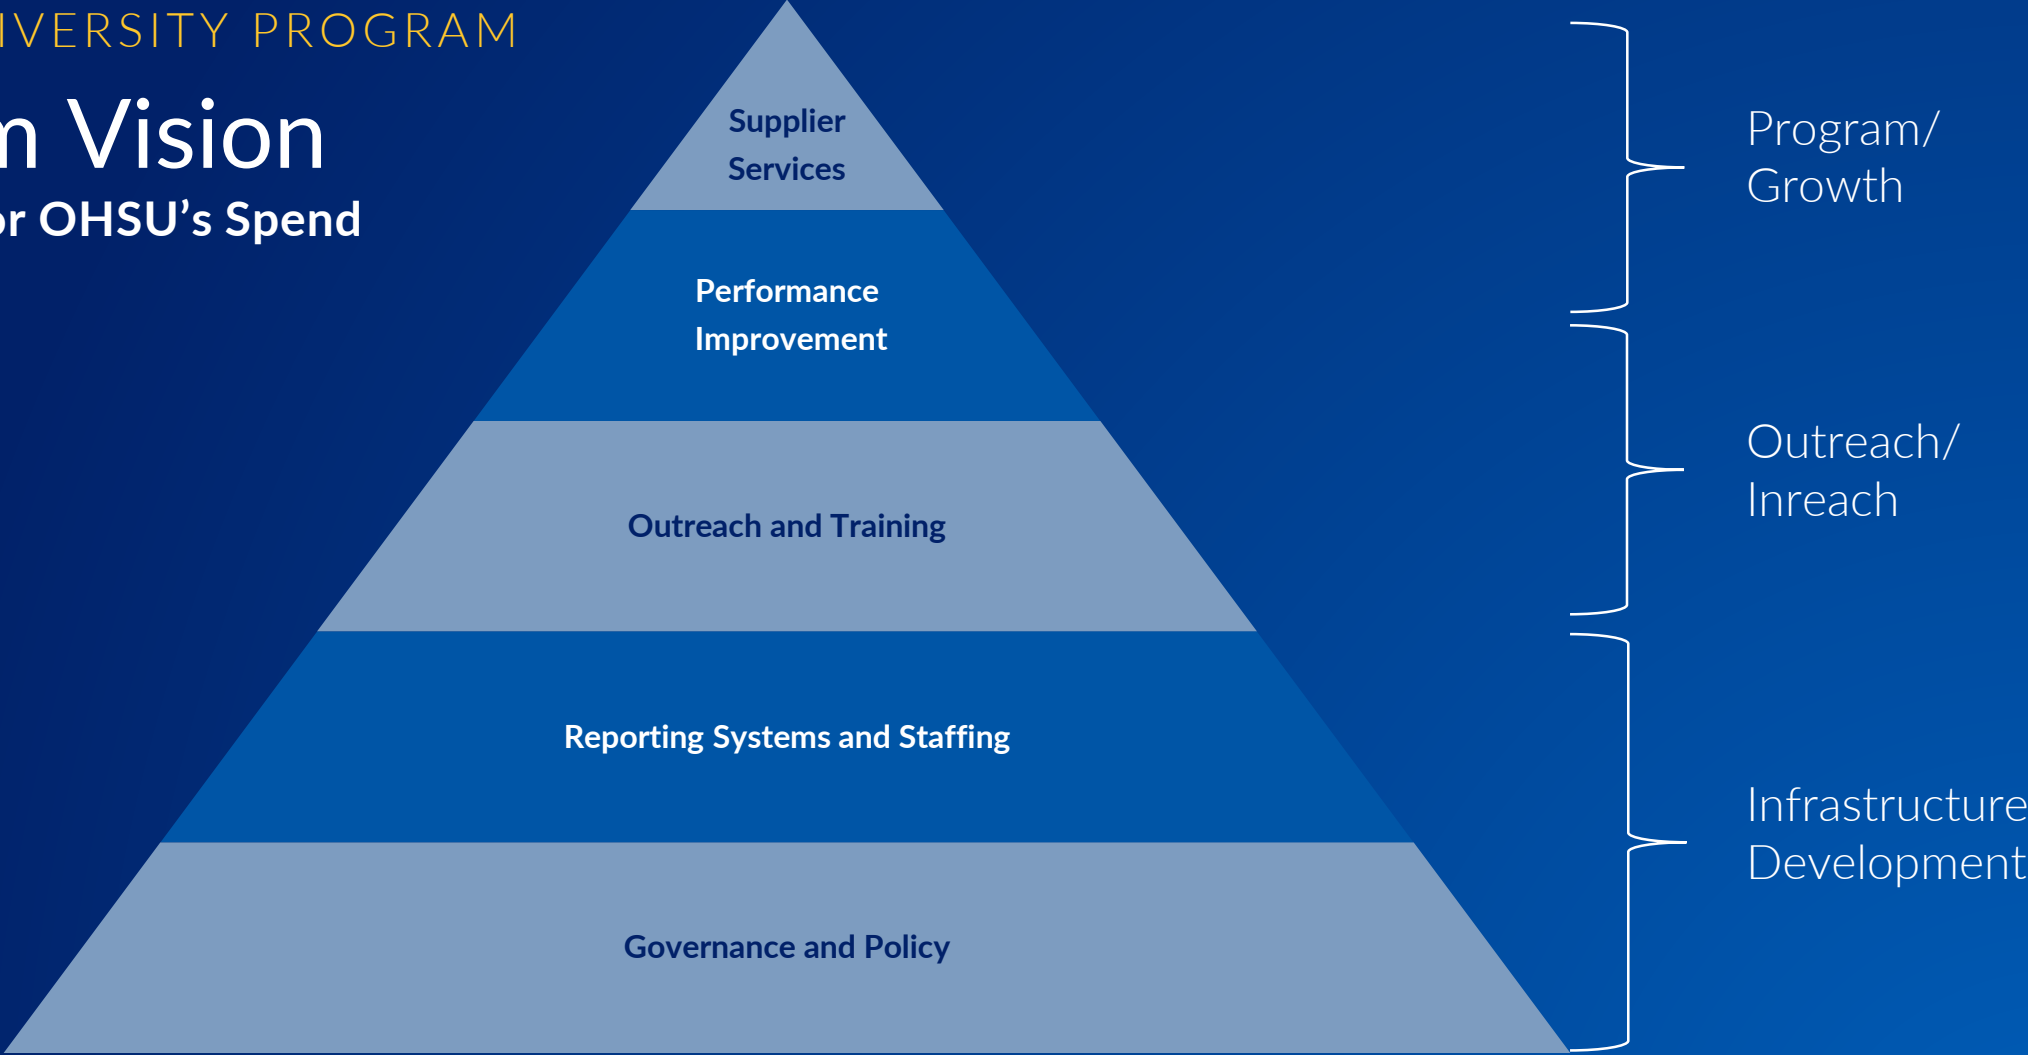 IVERSITY PROGRAM
m Vision
or OHSU’s Spend
Supplier
Services
Performance
Improvement
Outreach and Training
Reporting Systems and Staffing
Governance and Policy
Program/
Growth
Outreach/
Inreach
Infrastructure
Development